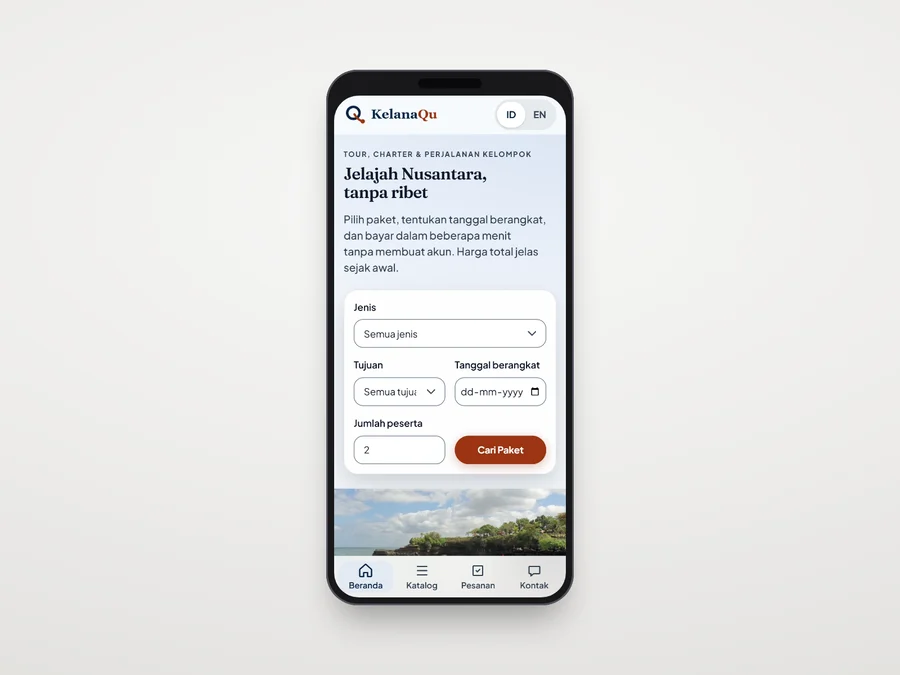 KelanaQu
ID EN
TOUR, CHARTER & PERJALANAN KELOMPOK
Jelajah Nusantara,
tanpa ribet
Pilih paket, tentukan tanggal berangkat,
dan bayar dalam beberapa menit
tanpa membuat akun. Harga total jelas
sejak awal.
Jenis
Semua jenis
Tujuan Tanggal berangkat
Semua tujua dd-mm-yyyy
Jumlah peserta
2 Cari Paket
Beranda Katalog Pesanan Kontak